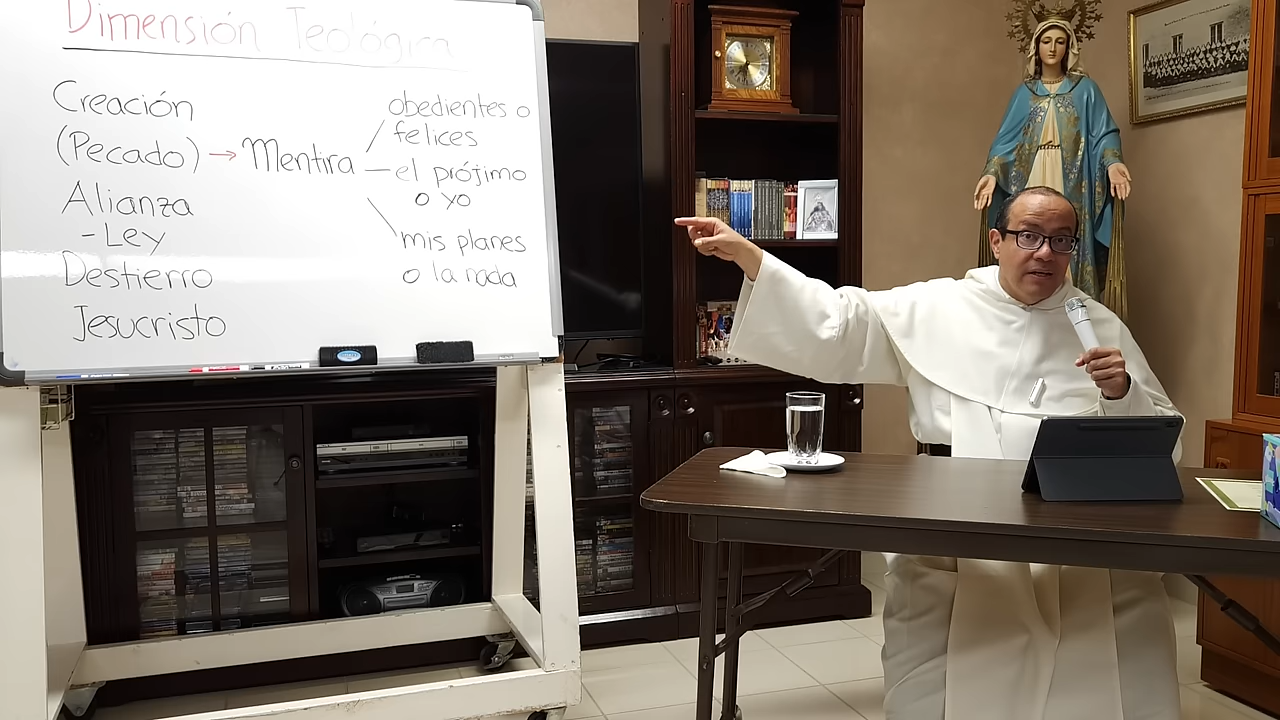 Dimensión Teológica
Creación
(Pecado) → Mentira
Alianza
-Ley
Destierro
Jesucristo
obedientes o
felices
el prójimo
o yo
mis planes
o la nada